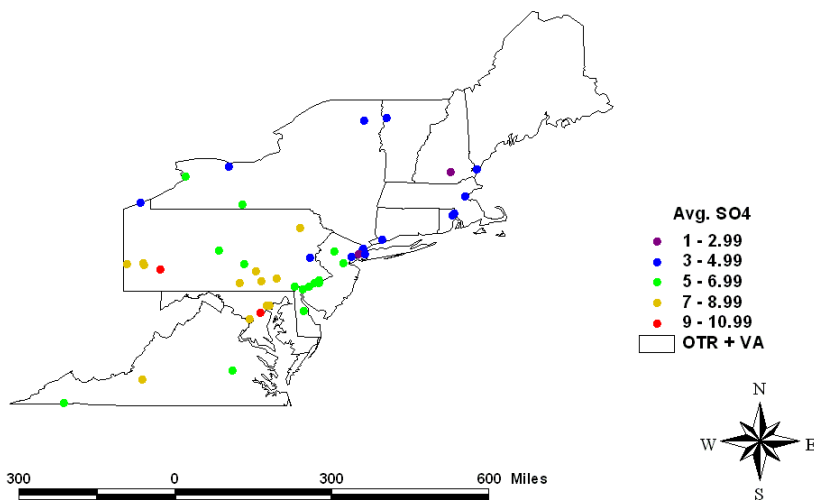 Avg. SO4
1 - 2.99
3 - 4.99
5 - 6.99
7 - 8.99
9 - 10.99
OTR + VA
N
W E
S
300 0 300 600 Miles